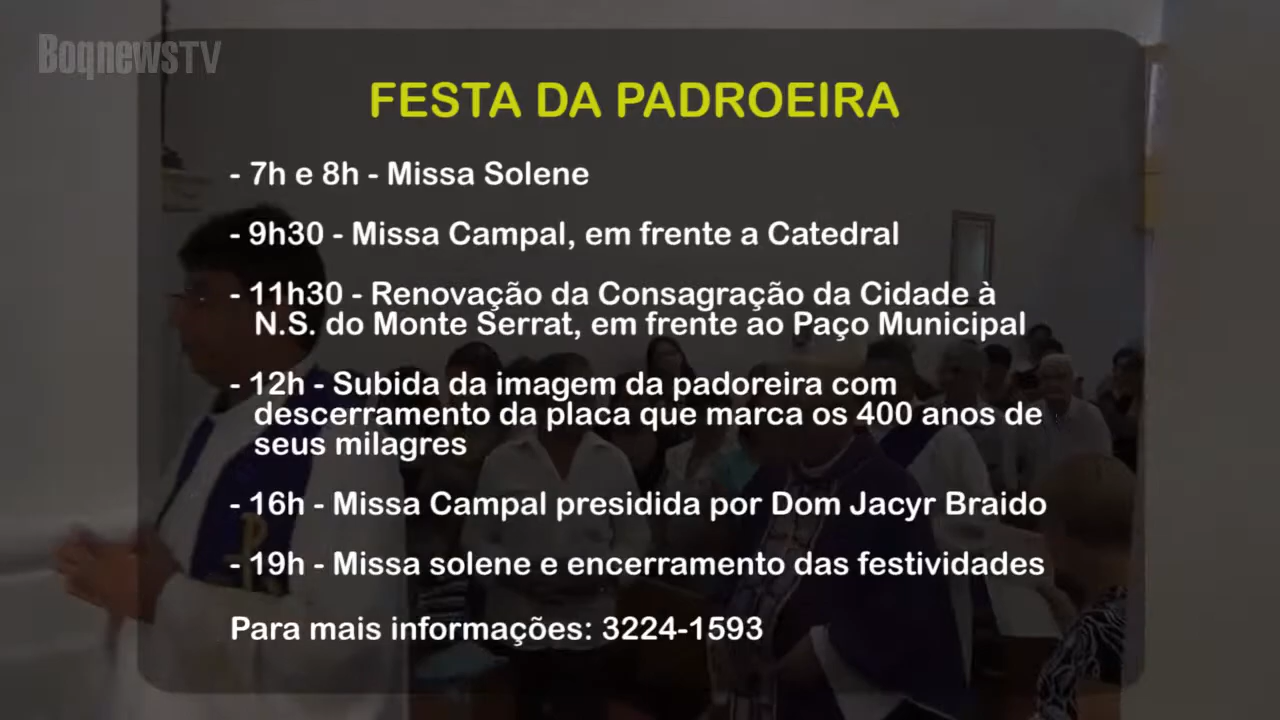 BoqnewsTV
FESTA DA PADROEIRA
- 7h e 8h - Missa Solene
- 9h30 - Missa Campal, em frente a Catedral
- 11h30 - Renovação da Consagração da Cidade à
N.S. do Monte Serrat, em frente ao Paço Municipal
- 12h - Subida da imagem da padoreira com
descerramento da placa que marca os 400 anos de
seus milagres
- 16h - Missa Campal presidida por Dom Jacyr Braido
- 19h - Missa solene e encerramento das festividades
Para mais informações: 3224-1593